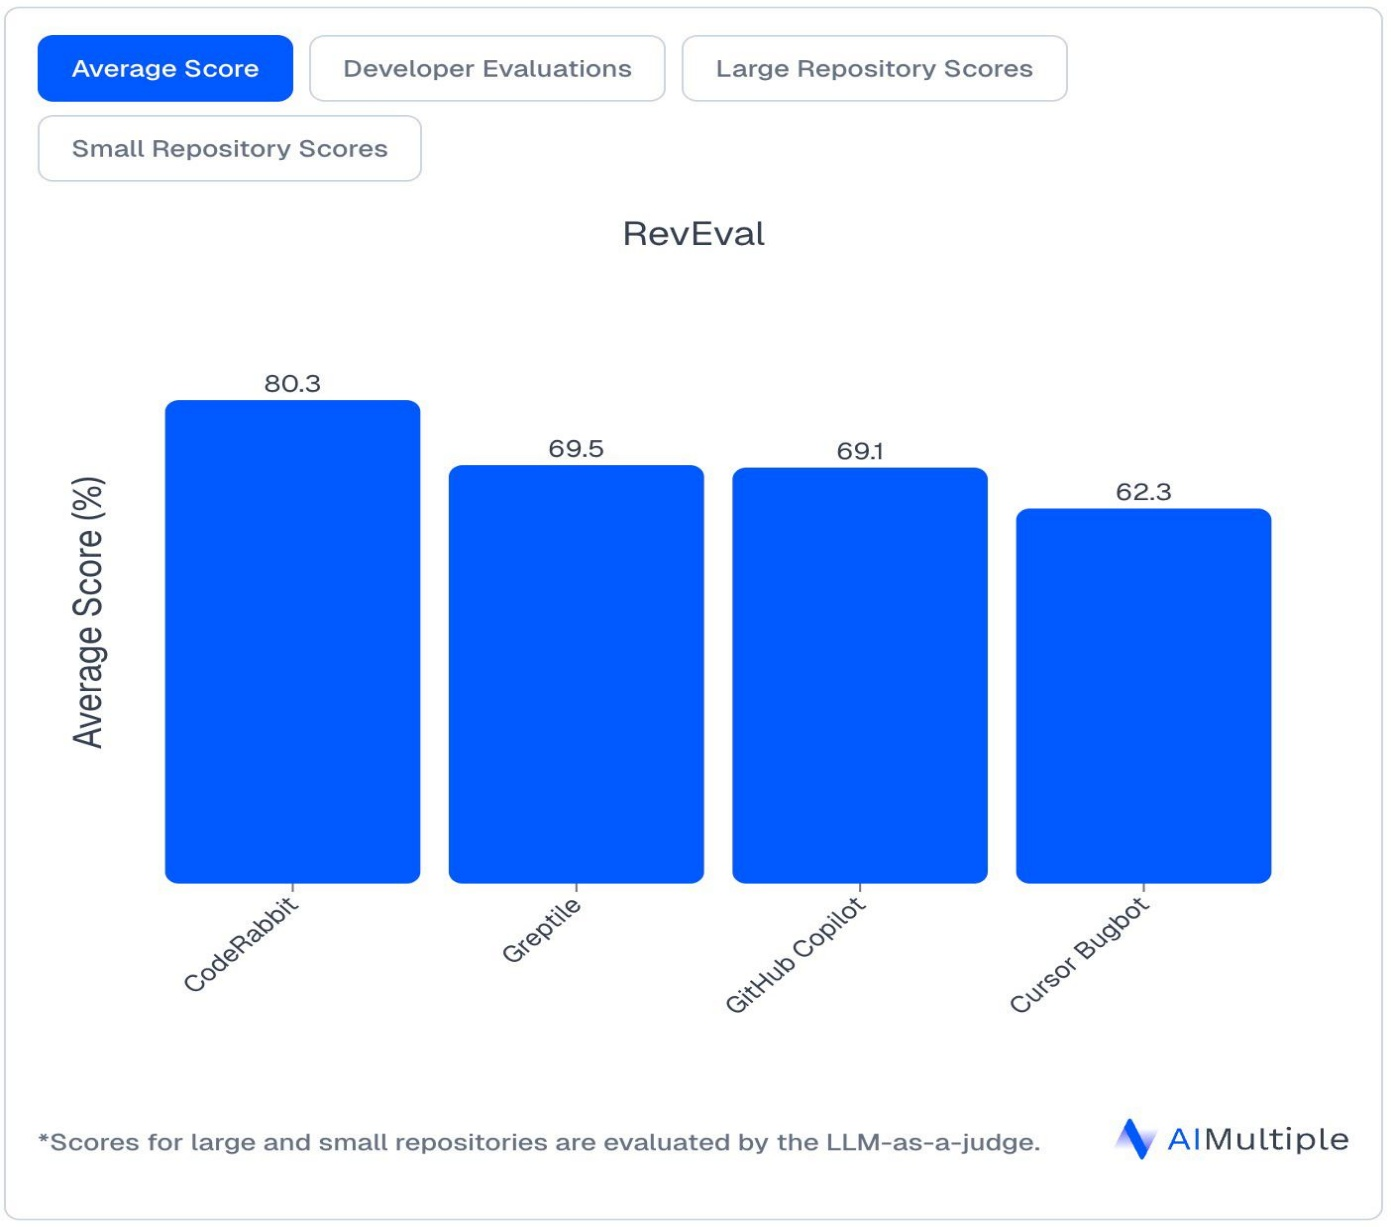 Average Score
Developer Evaluations
Large Repository Scores
Small Repository Scores
RevEval
Average Score (%)
80.3
69.5
69.1
62.3
CodeRabbit
Greptile
GitHub Copilot
Cursor Bugbot
*Scores for large and small repositories are evaluated by the LLM-as-a-judge.
AIMultiple